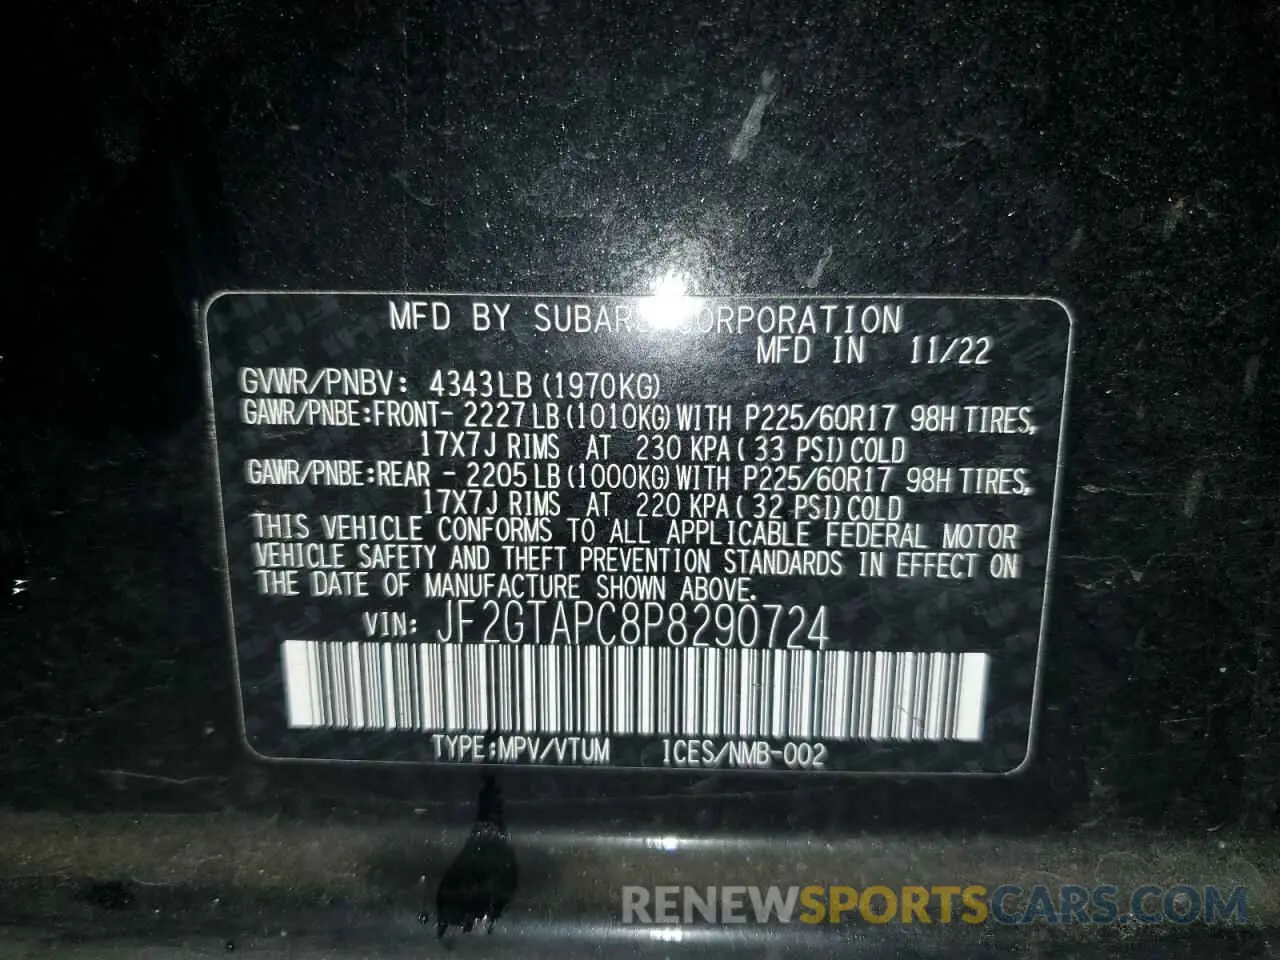 MFD BY SUBARU CORPORATION
MFD IN 11/22
GVWR/PNBV: 4343LB (1970KG)
GAWR/PNBE:FRONT- 2227LB (1010KG) WITH P225/60R17 98H TIRES,
17X7J RIMS AT 230 KPA ( 33 PSI) COLD
GAWR/PNBE:REAR - 2205LB (1000KG) WITH P225/60R17 98H TIRES,
17X7J RIMS AT 220 KPA ( 32 PSI) COLD
THIS VEHICLE CONFORMS TO ALL APPLICABLE FEDERAL MOTOR
VEHICLE SAFETY AND THEFT PREVENTION STANDARDS IN EFFECT ON
THE DATE OF MANUFACTURE SHOWN ABOVE.
VIN: JF2GTAPC8P8290724
TYPE:MPV/VTUM ICES/NMB-002
RENEWSPORTSCARS.COM